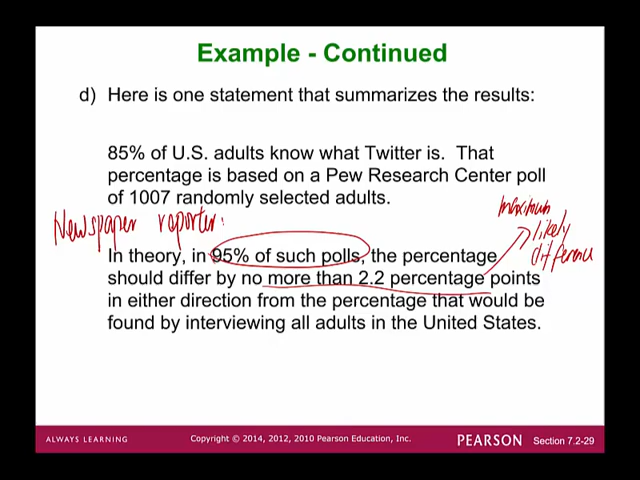 Example - Continued
d) Here is one statement that summarizes the results:
85% of U.S. adults know what Twitter is. That
percentage is based on a Pew Research Center poll
of 1007 randomly selected adults.
Newspaper reporter:
maximum
likely
difference
In theory, in 95% of such polls, the percentage
should differ by no more than 2.2 percentage points
in either direction from the percentage that would be
found by interviewing all adults in the United States.
ALWAYS LEARNING
Copyright © 2014, 2012, 2010 Pearson Education, Inc.
PEARSON
Section 7.2-29